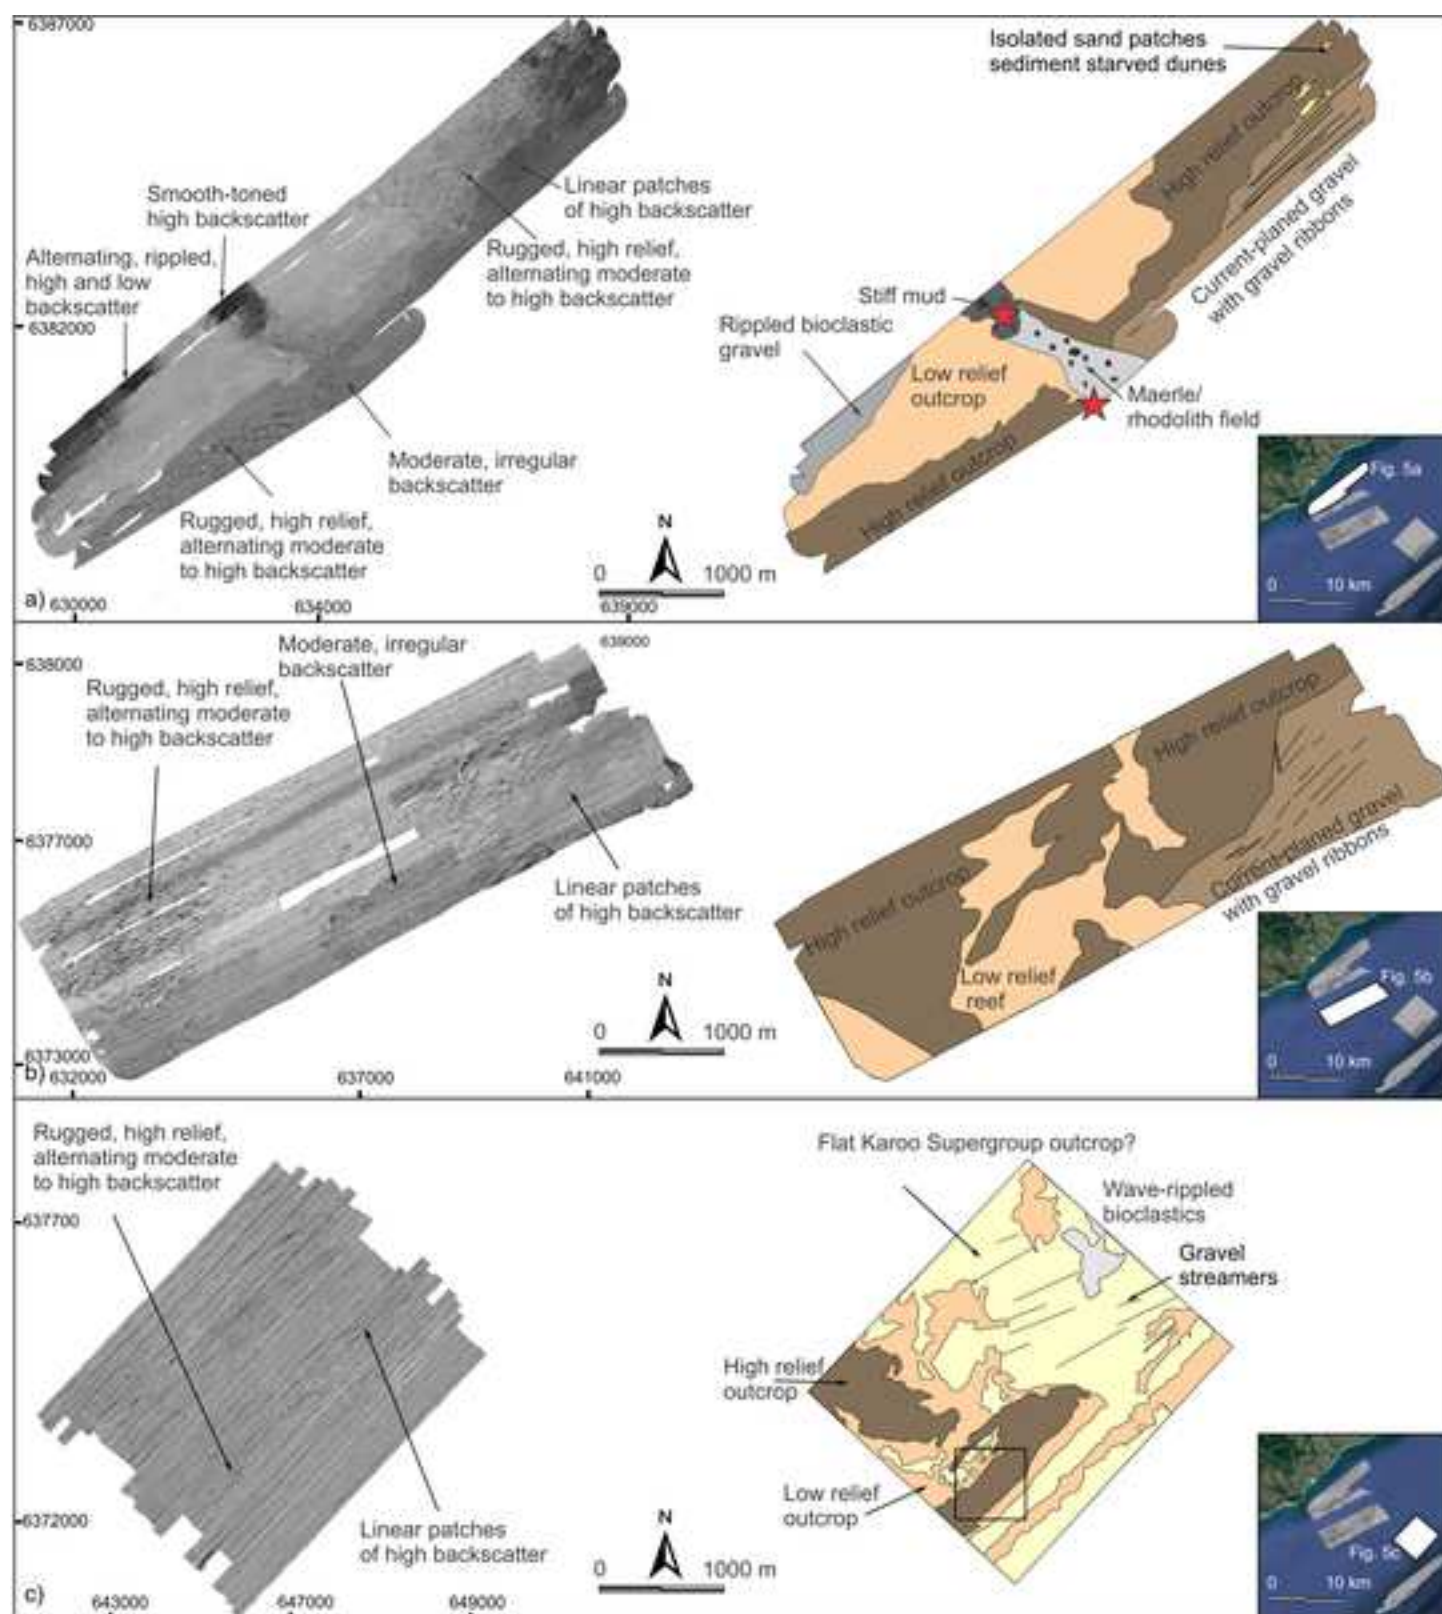 6387000
Isolated sand patches
sediment starved dunes
High relief outcrop
Smooth-toned
high backscatter
Linear patches
of high backscatter
Alternating, rippled,
high and low
backscatter
Rugged, high relief,
alternating moderate
to high backscatter
Current-planed gravel
with gravel ribbons
Stiff mud
6382000
Rippled bioclastic
gravel
Low relief
outcrop
Maerle/
rhodolith field
Moderate, irregular
backscatter
High relief outcrop
Fig. 5a
Rugged, high relief,
alternating moderate
to high backscatter
N
0 1000 m
0 10 km
a)
630000
634000
639000
639000
Moderate, irregular
backscatter
638000
Rugged, high relief,
alternating moderate
to high backscatter
High relief outcrop
6377000
Current-planed gravel
with gravel ribbons
Linear patches
of high backscatter
High relief outcrop
Low relief
reef
Fig. 5b
N
0 1000 m
0 10 km
6373000
b)
632000
637000
641000
Rugged, high relief,
alternating moderate
to high backscatter
Flat Karoo Supergroup outcrop?
Wave-rippled
bioclastics
637700
Gravel
streamers
High relief
outcrop
Low relief
outcrop
6372000
Linear patches
of high backscatter
N
0 1000 m
Fig. 5c
0 10 km
c)
643000
647000
649000